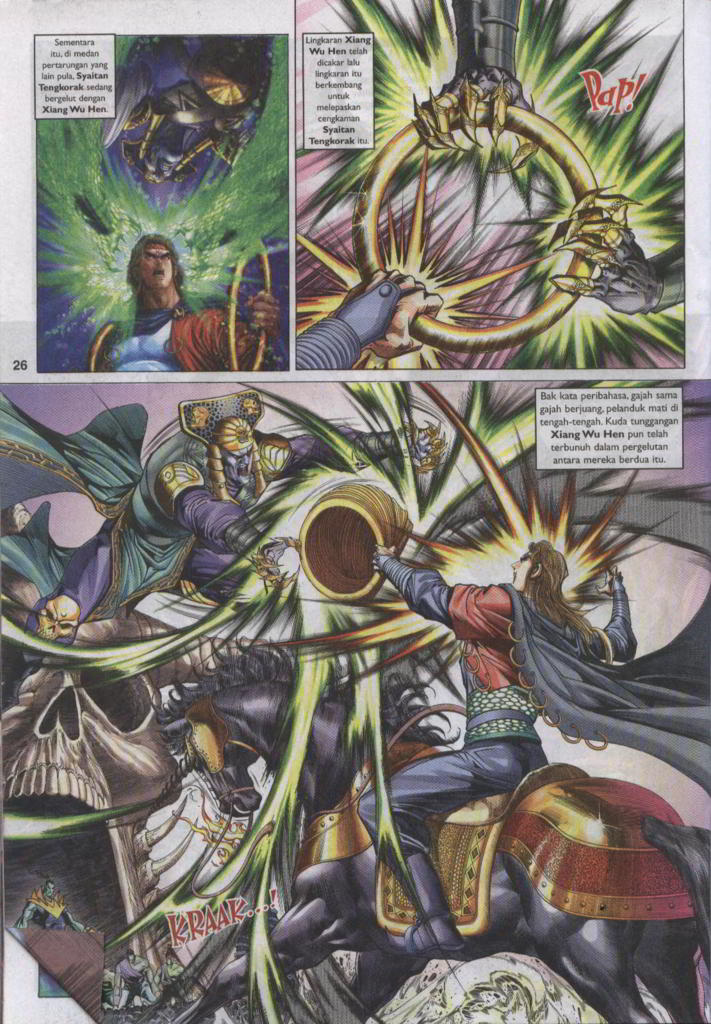 Sementara
itu, di medan
pertarungan yang
lain pula, Syaitan
Tengkorak sedang
bergelut dengan
Xiang Wu Hen.
Lingkaran Xiang
Wu Hen telah
dicakar lalu
lingkaran itu
berkembang
untuk
melepaskan
cengkaman
Syaitan
Tengkorak itu.
PaP!
26
Bak kata peribahasa, gajah sama
gajah berjuang, pelanduk mati di
tengah-tengah. Kuda tunggangan
Xiang Wu Hen pun telah
terbunuh dalam pergelutan
antara mereka berdua itu.
KRAAK...!